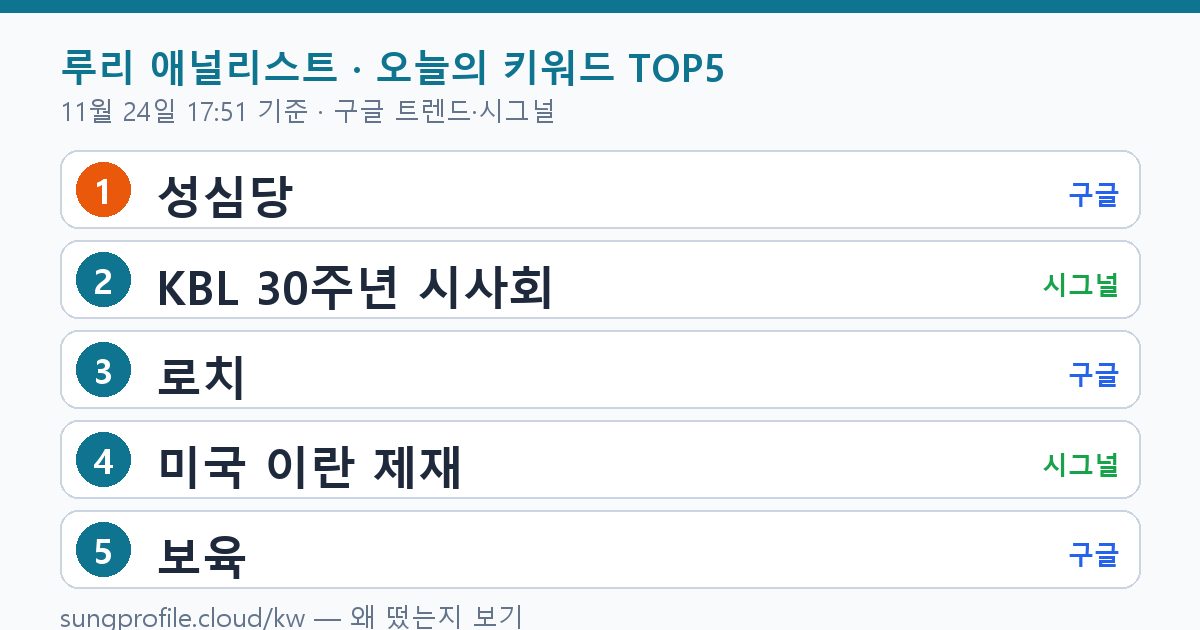 루리 애널리스트 · 오늘의 키워드 TOP5
11월 24일 17:51 기준 · 구글 트렌드·시그널
1 성심당 구글
2 KBL 30주년 시사회 시그널
3 로치 구글
4 미국 이란 제재 시그널
5 보육 구글
sungprofile.cloud/kw — 왜 떴는지 보기